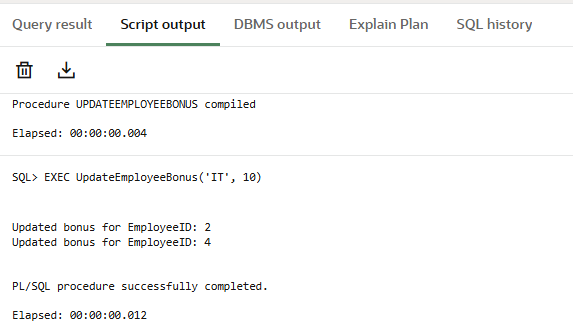 Query result Script output DBMS output Explain Plan SQL history
Procedure UPDATEEMPLOYEEBONUS compiled
Elapsed: 00:00:00.004
SQL> EXEC UpdateEmployeeBonus('IT', 10)
Updated bonus for EmployeeID: 2
Updated bonus for EmployeeID: 4
PL/SQL procedure successfully completed.
Elapsed: 00:00:00.012